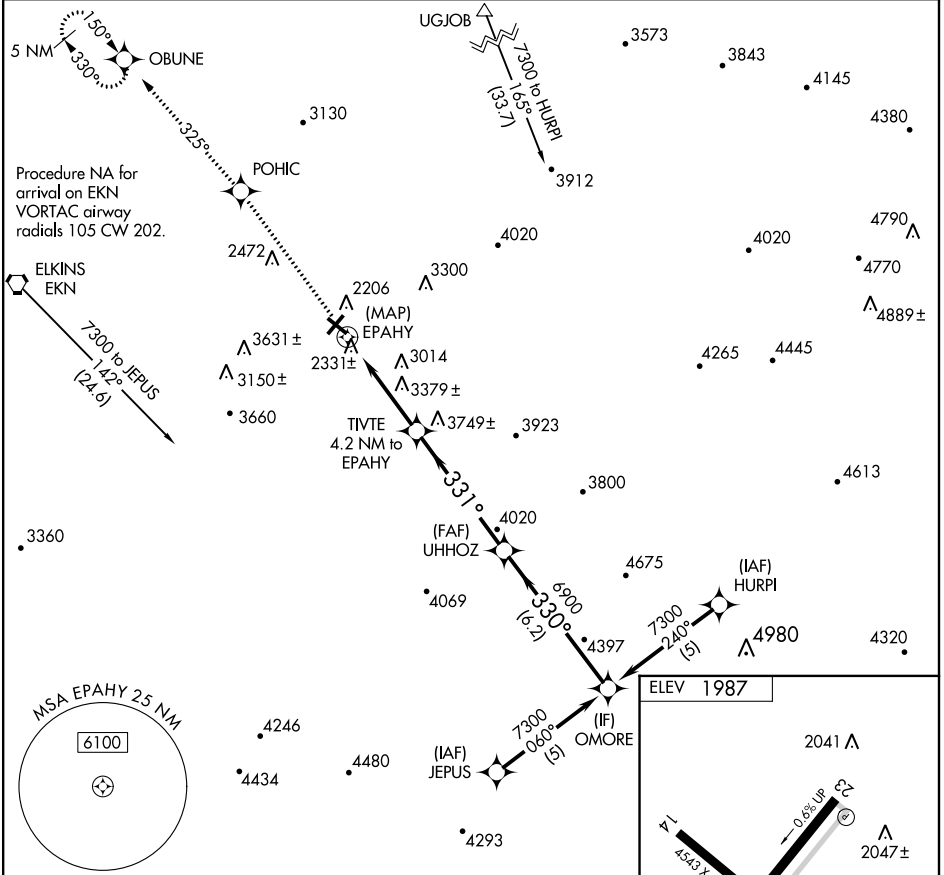 5 NM
150°
330°
OBUNE
UGJOB
7300 to HURPI
165°
(33.7)
3573
3843
4145
4380
3130
325°
POHIC
3912
Procedure NA for
arrival on EKN
VORTAC airway
radials 105 CW 202.
4790
4020
4020
4770
2472
3300
ELKINS
EKN
2206
(MAP)
EPAHY
4889±
7300 to JEPUS
142°
(24.6)
3631±
2331±
3014
4265
4445
3150±
3379±
3660
TIVTE
4.2 NM to
EPAHY
3749±
3923
331°
3800
4613
3360
4020
(FAF)
UHHOZ
4675
(IAF)
HURPI
4069
6900
330°
(6.2)
7300
240°
(5)
4397
4980
4320
MSA EPAHY 25 NM
6100
4246
4434
4480
(IAF)
JEPUS
7300
060°
(5)
(IF)
OMORE
4293
ELEV 1987
2041
23
0.6% UP
P
14
4543 X
2047±